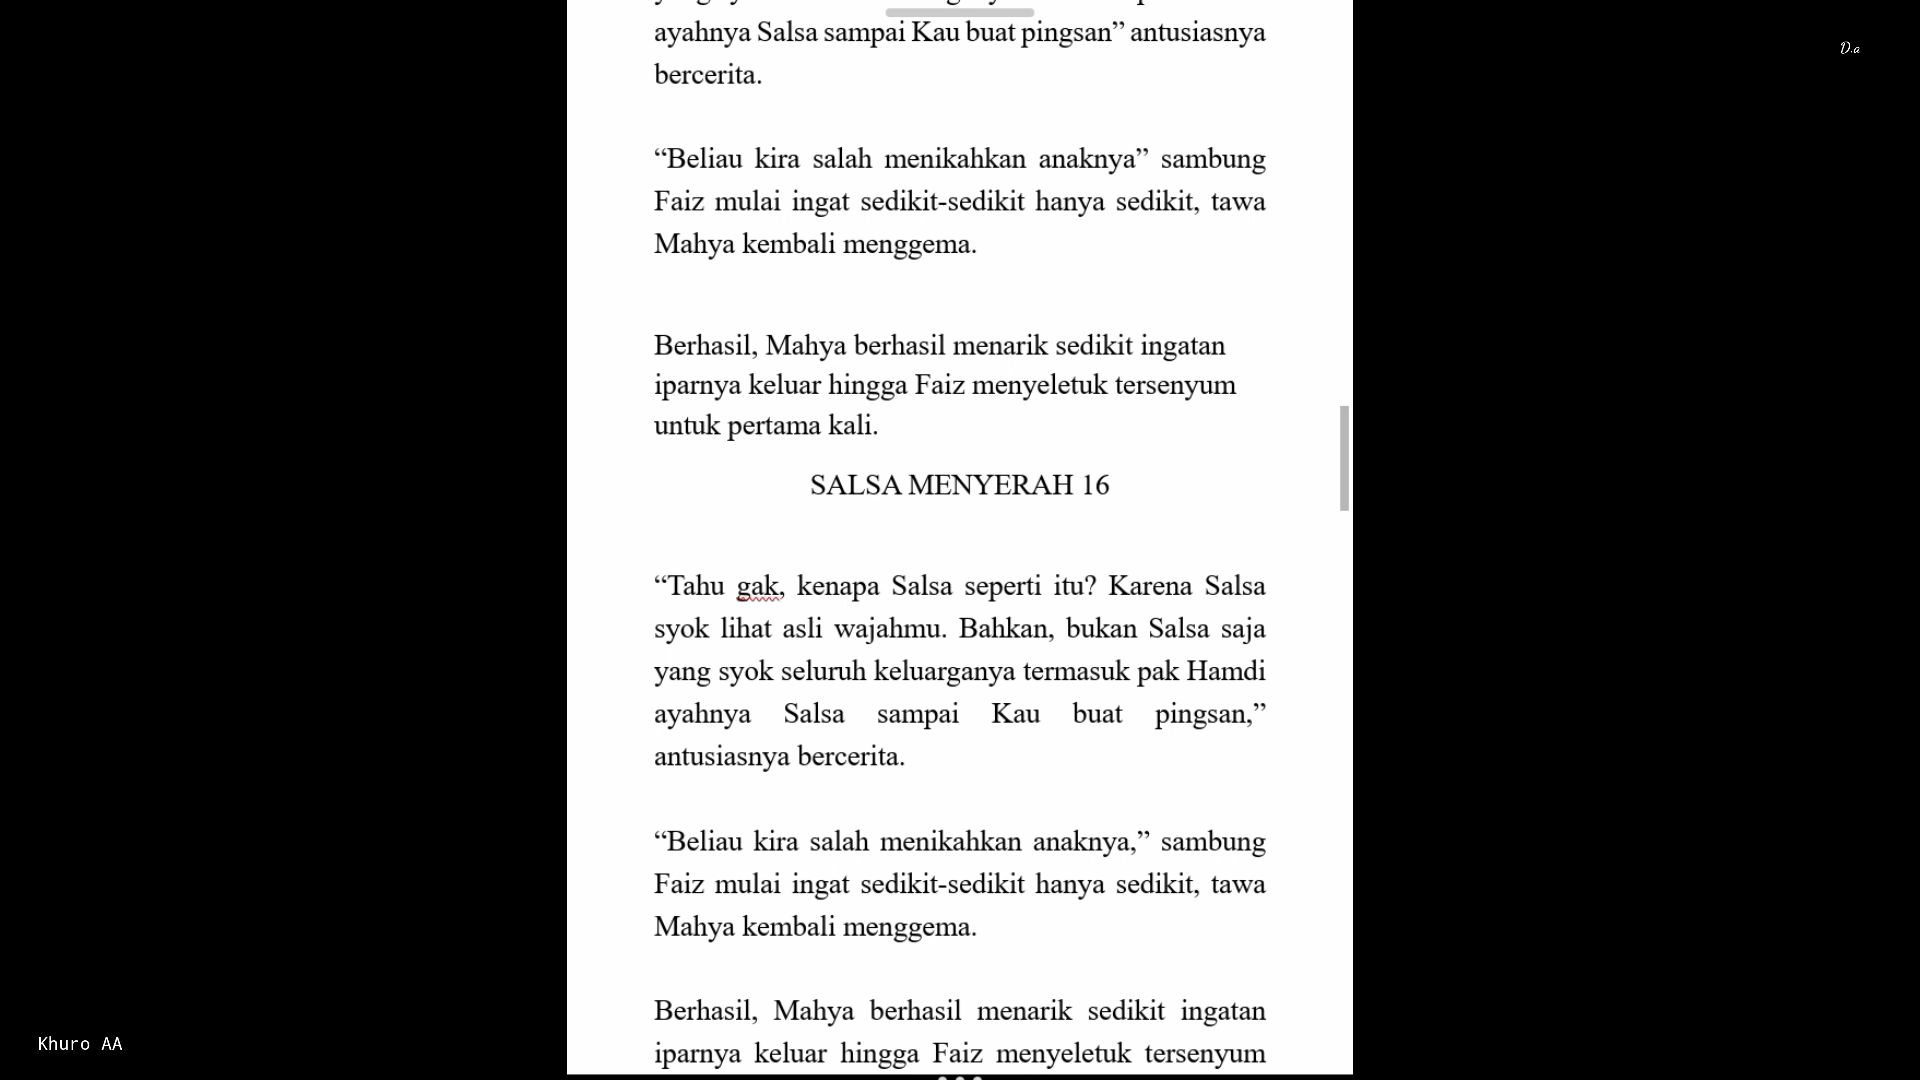 ayahnya Salsa sampai Kau buat pingsan” antusiasnya
bercerita.
“Beliau kira salah menikahkan anaknya” sambung
Faiz mulai ingat sedikit-sedikit hanya sedikit, tawa
Mahya kembali menggema.
Berhasil, Mahya berhasil menarik sedikit ingatan
iparnya keluar hingga Faiz menyeletuk tersenyum
untuk pertama kali.
SALSA MENYERAH 16
“Tahu gak, kenapa Salsa seperti itu? Karena Salsa
syok lihat asli wajahmu. Bahkan, bukan Salsa saja
yang syok seluruh keluarganya termasuk pak Hamdi
ayahnya Salsa sampai Kau buat pingsan,”
antusiasnya bercerita.
“Beliau kira salah menikahkan anaknya,” sambung
Faiz mulai ingat sedikit-sedikit hanya sedikit, tawa
Mahya kembali menggema.
Berhasil, Mahya berhasil menarik sedikit ingatan
iparnya keluar hingga Faiz menyeletuk tersenyum
D.a
Khuro AA